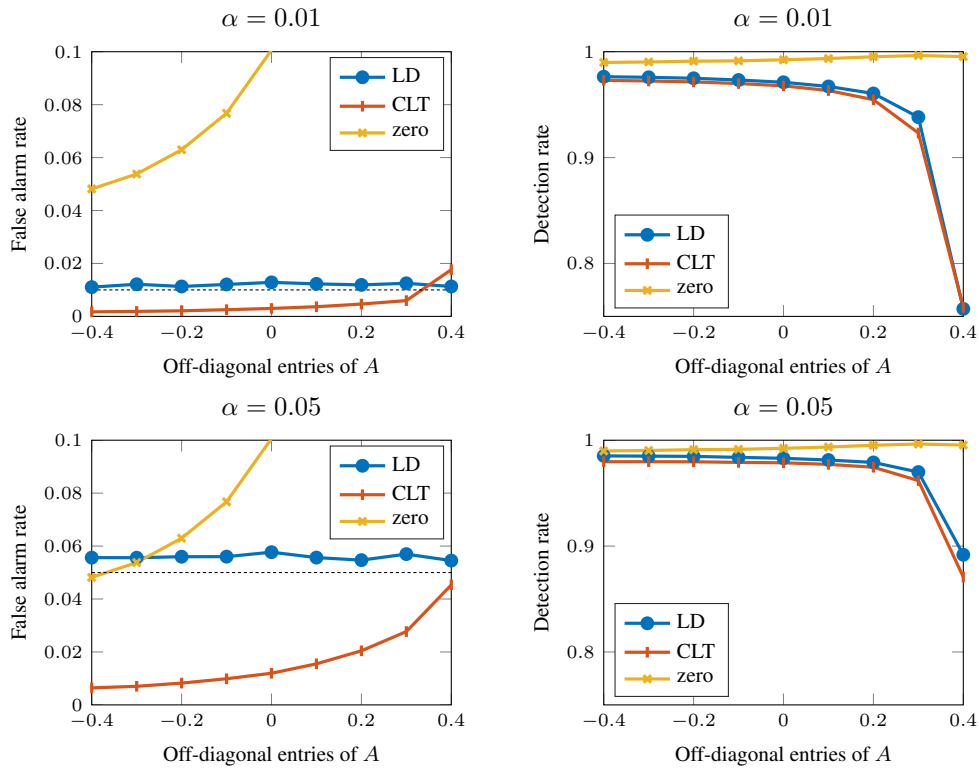 α = 0.01
0.1
0.08
0.06
0.04
0.02
0
−0.4
−0.2
0
0.2
0.4
False alarm rate
Off-diagonal entries of A
LD
CLT
zero
α = 0.01
1
0.9
0.8
−0.4
−0.2
0
0.2
0.4
Detection rate
Off-diagonal entries of A
LD
CLT
zero
α = 0.05
0.1
0.08
0.06
0.04
0.02
0
−0.4
−0.2
0
0.2
0.4
False alarm rate
Off-diagonal entries of A
LD
CLT
zero
α = 0.05
1
0.9
0.8
−0.4
−0.2
0
0.2
0.4
Detection rate
Off-diagonal entries of A
LD
CLT
zero